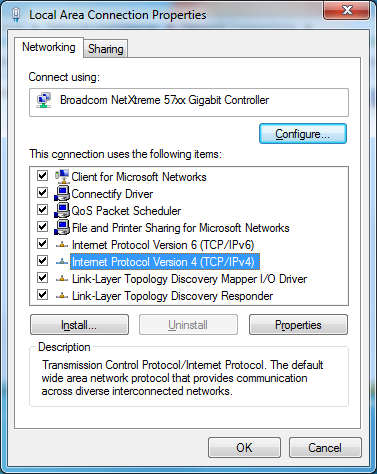 Local Area Connection Properties
Networking
Sharing
Connect using:
Broadcom NetXtreme 57xx Gigabit Controller
Configure...
This connection uses the following items:
Client for Microsoft Networks
Connectify Driver
QoS Packet Scheduler
File and Printer Sharing for Microsoft Networks
Internet Protocol Version 6 (TCP/IPv6)
Internet Protocol Version 4 (TCP/IPv4)
Link-Layer Topology Discovery Mapper I/O Driver
Link-Layer Topology Discovery Responder
Install...
Uninstall
Properties
Description
Transmission Control Protocol/Internet Protocol. The default
wide area network protocol that provides communication
across diverse interconnected networks.
OK
Cancel